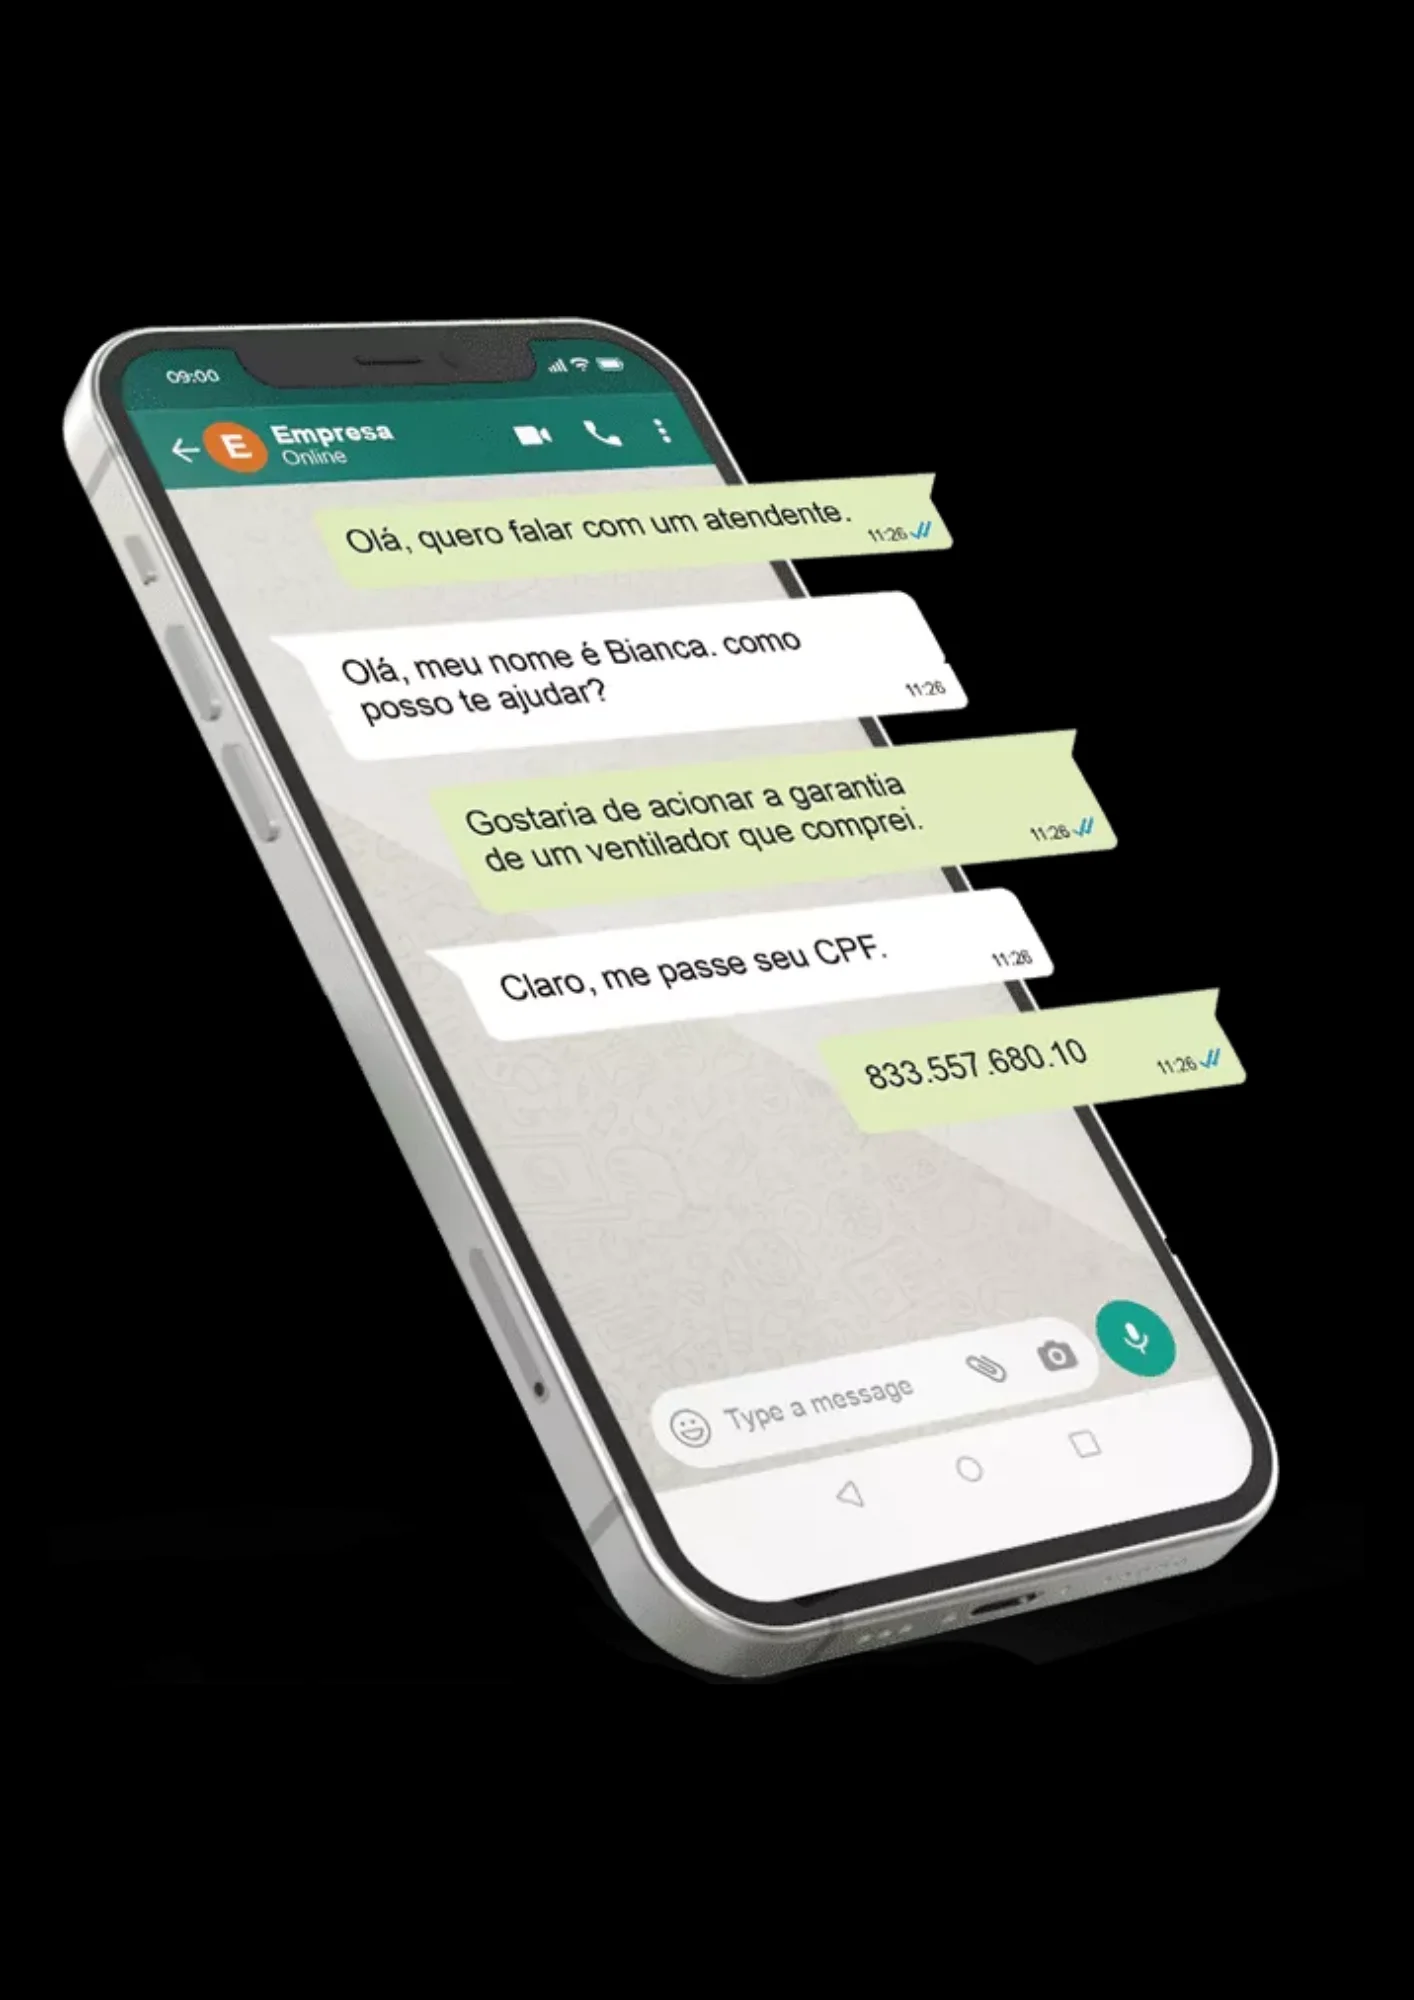 09:00
E
Empresa
Online
Olá, quero falar com um atendente.
11:26
Olá, meu nome é Bianca. como
posso te ajudar?
11:26
Gostaria de acionar a garantia
de um ventilador que comprei.
11:26
Claro, me passe seu CPF.
11:26
833.557.680.10
11:26
Type a message